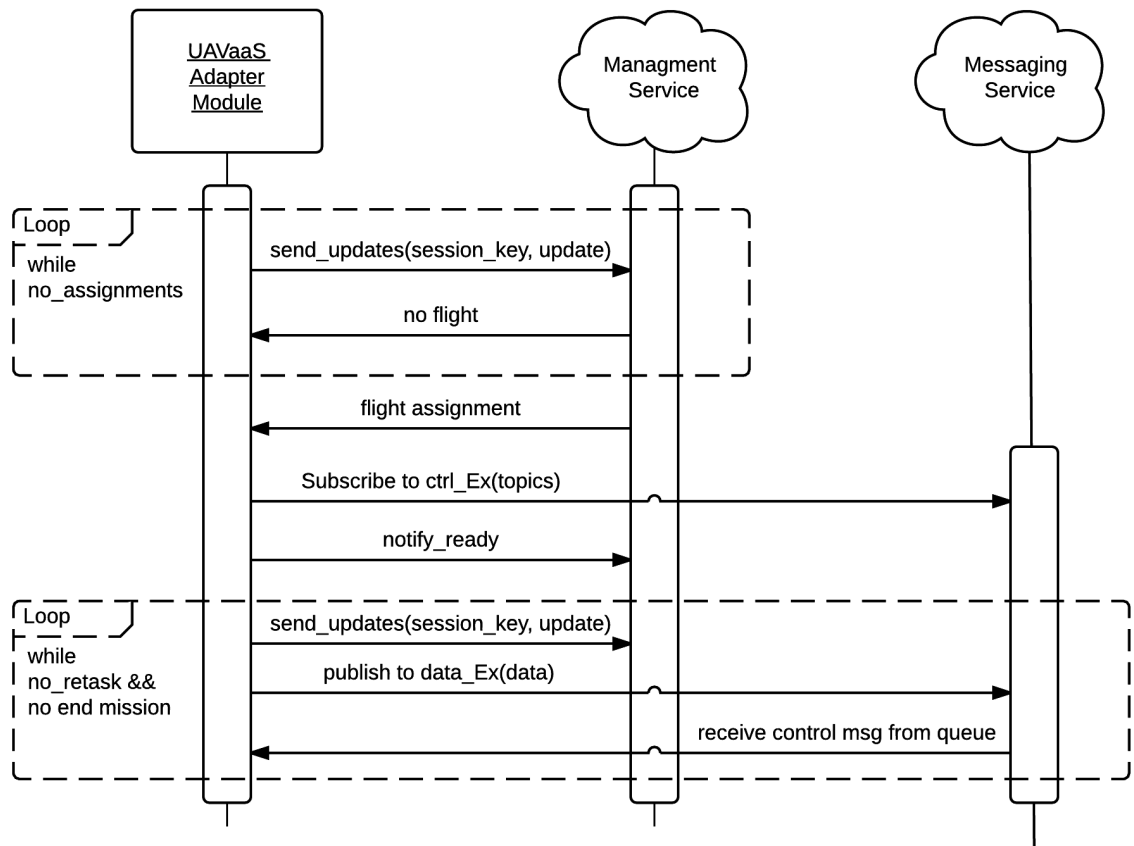 UAVaaS
Adapter
Module
Managment
Service
Messaging
Service
Loop
while
no_assignments
send_updates(session_key, update)
no flight
flight assignment
Subscribe to ctrl_Ex(topics)
notify_ready
Loop
while
no_retask &&
no end mission
send_updates(session_key, update)
publish to data_Ex(data)
receive control msg from queue